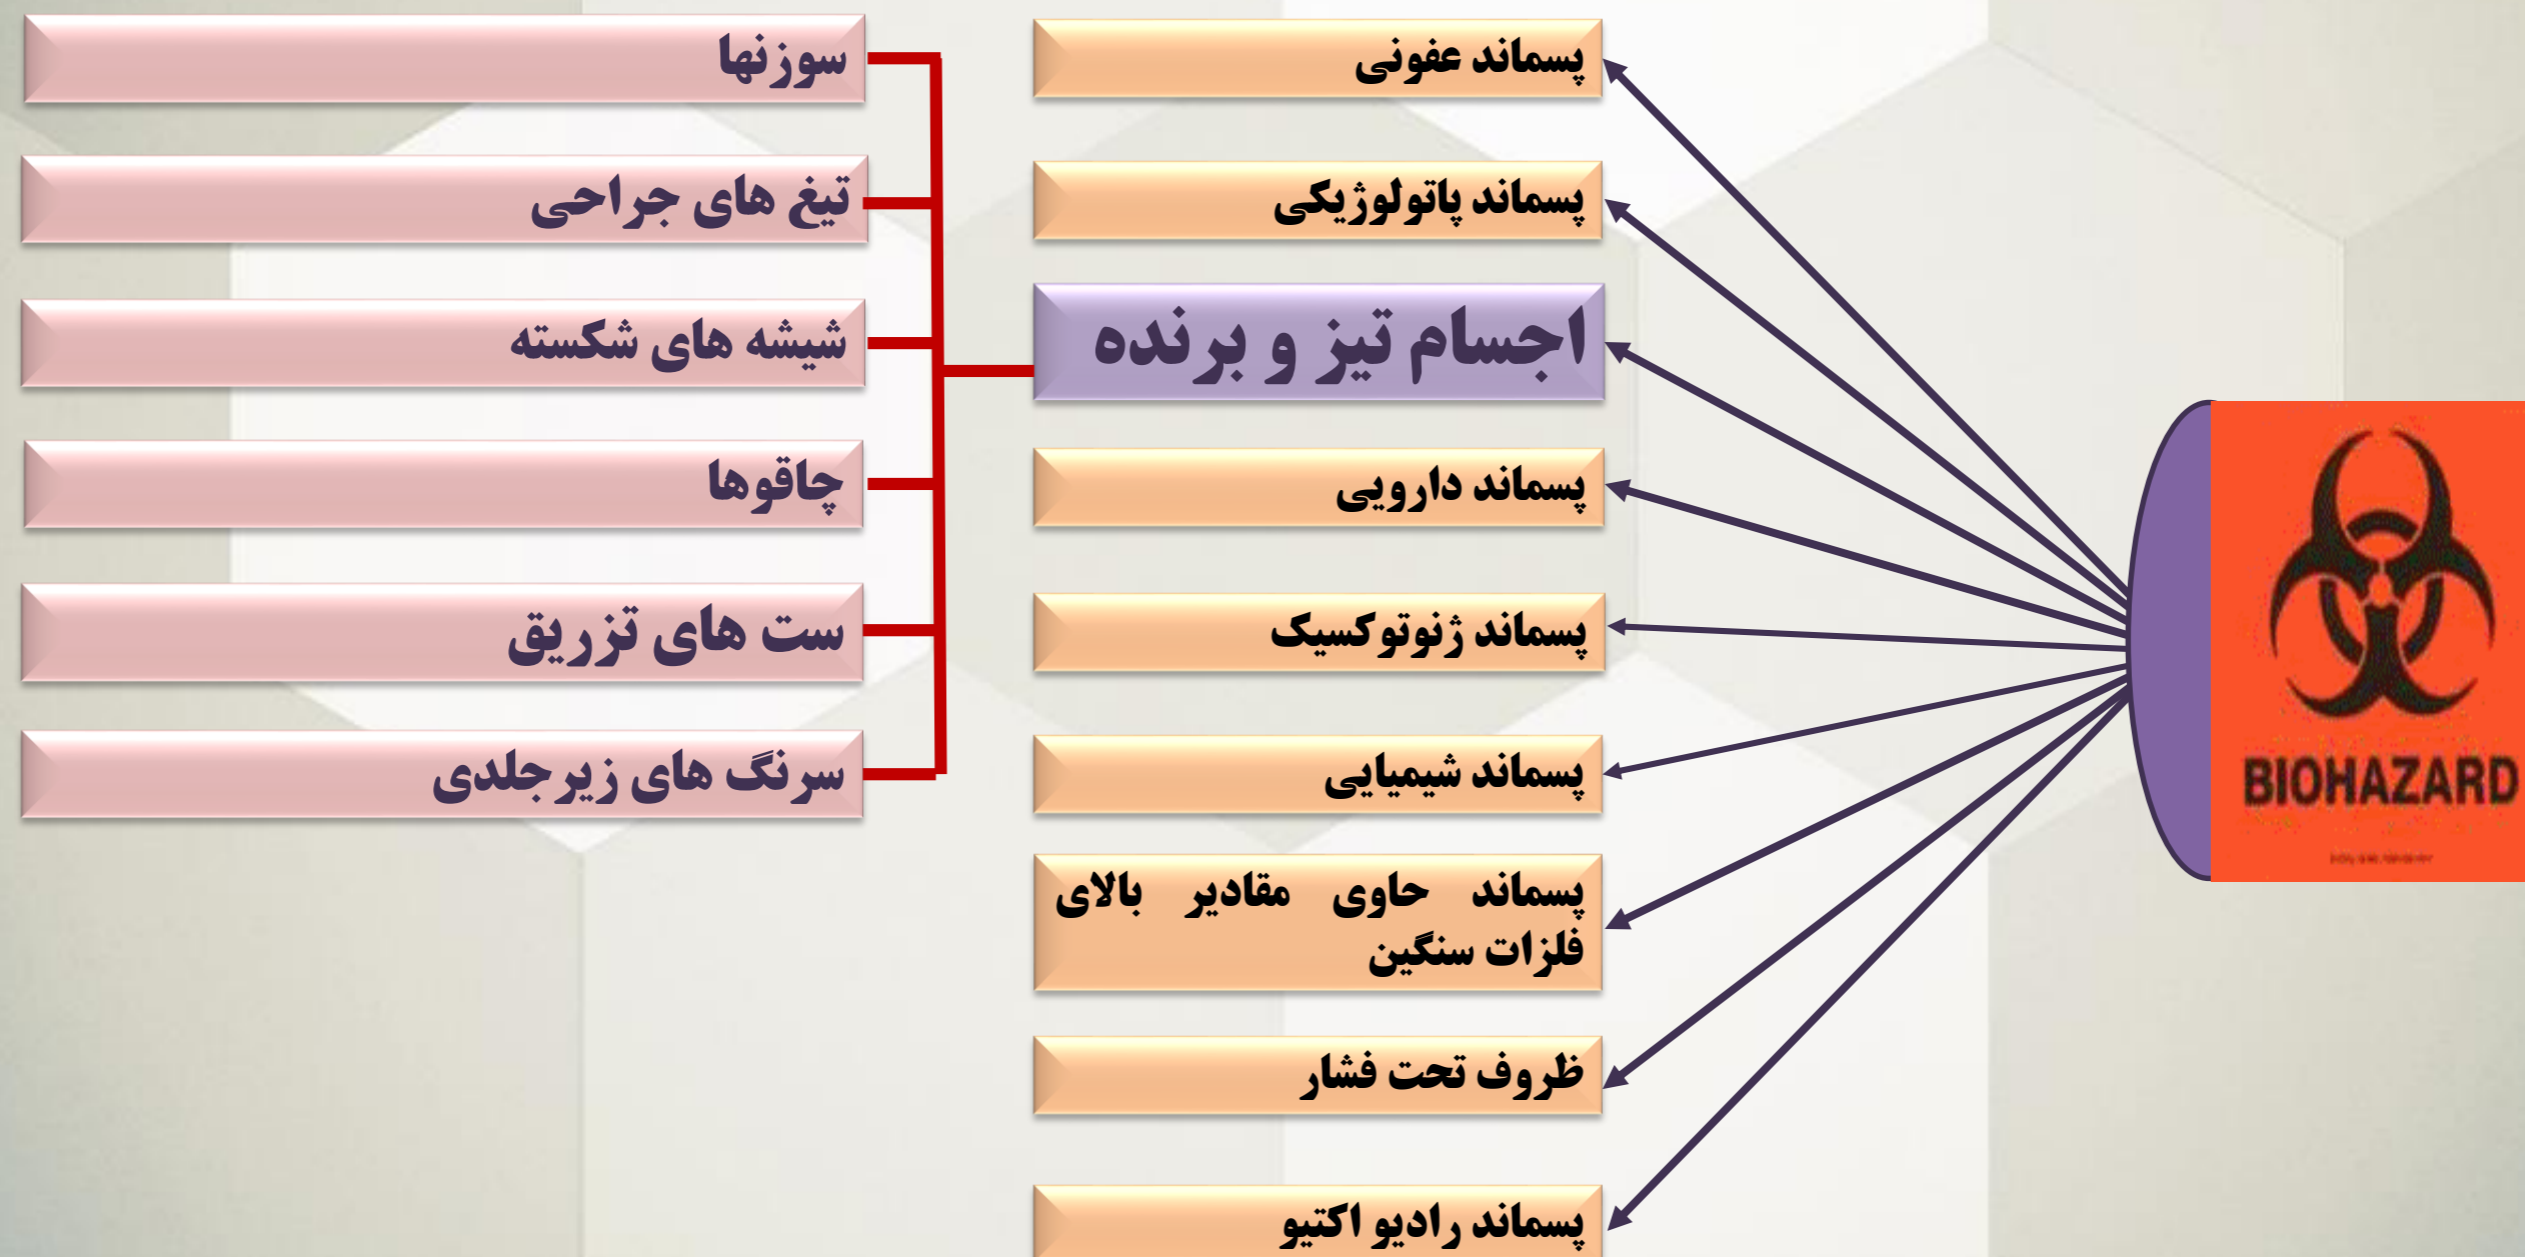 BIOHAZARD
پسماند عفونی
پسماند پاتولوژیکی
اجسام تیز و برنده
پسماند دارویی
پسماند ژنوتوکسیک
پسماند شیمیایی
پسماند حاوی مقادیر بالای
فلزات سنگین
ظروف تحت فشار
پسماند رادیو اکتیو
سوزنها
تیغ های جراحی
شیشه های شکسته
چاقوها
ست های تزریق
سرنگ های زیرجلدی